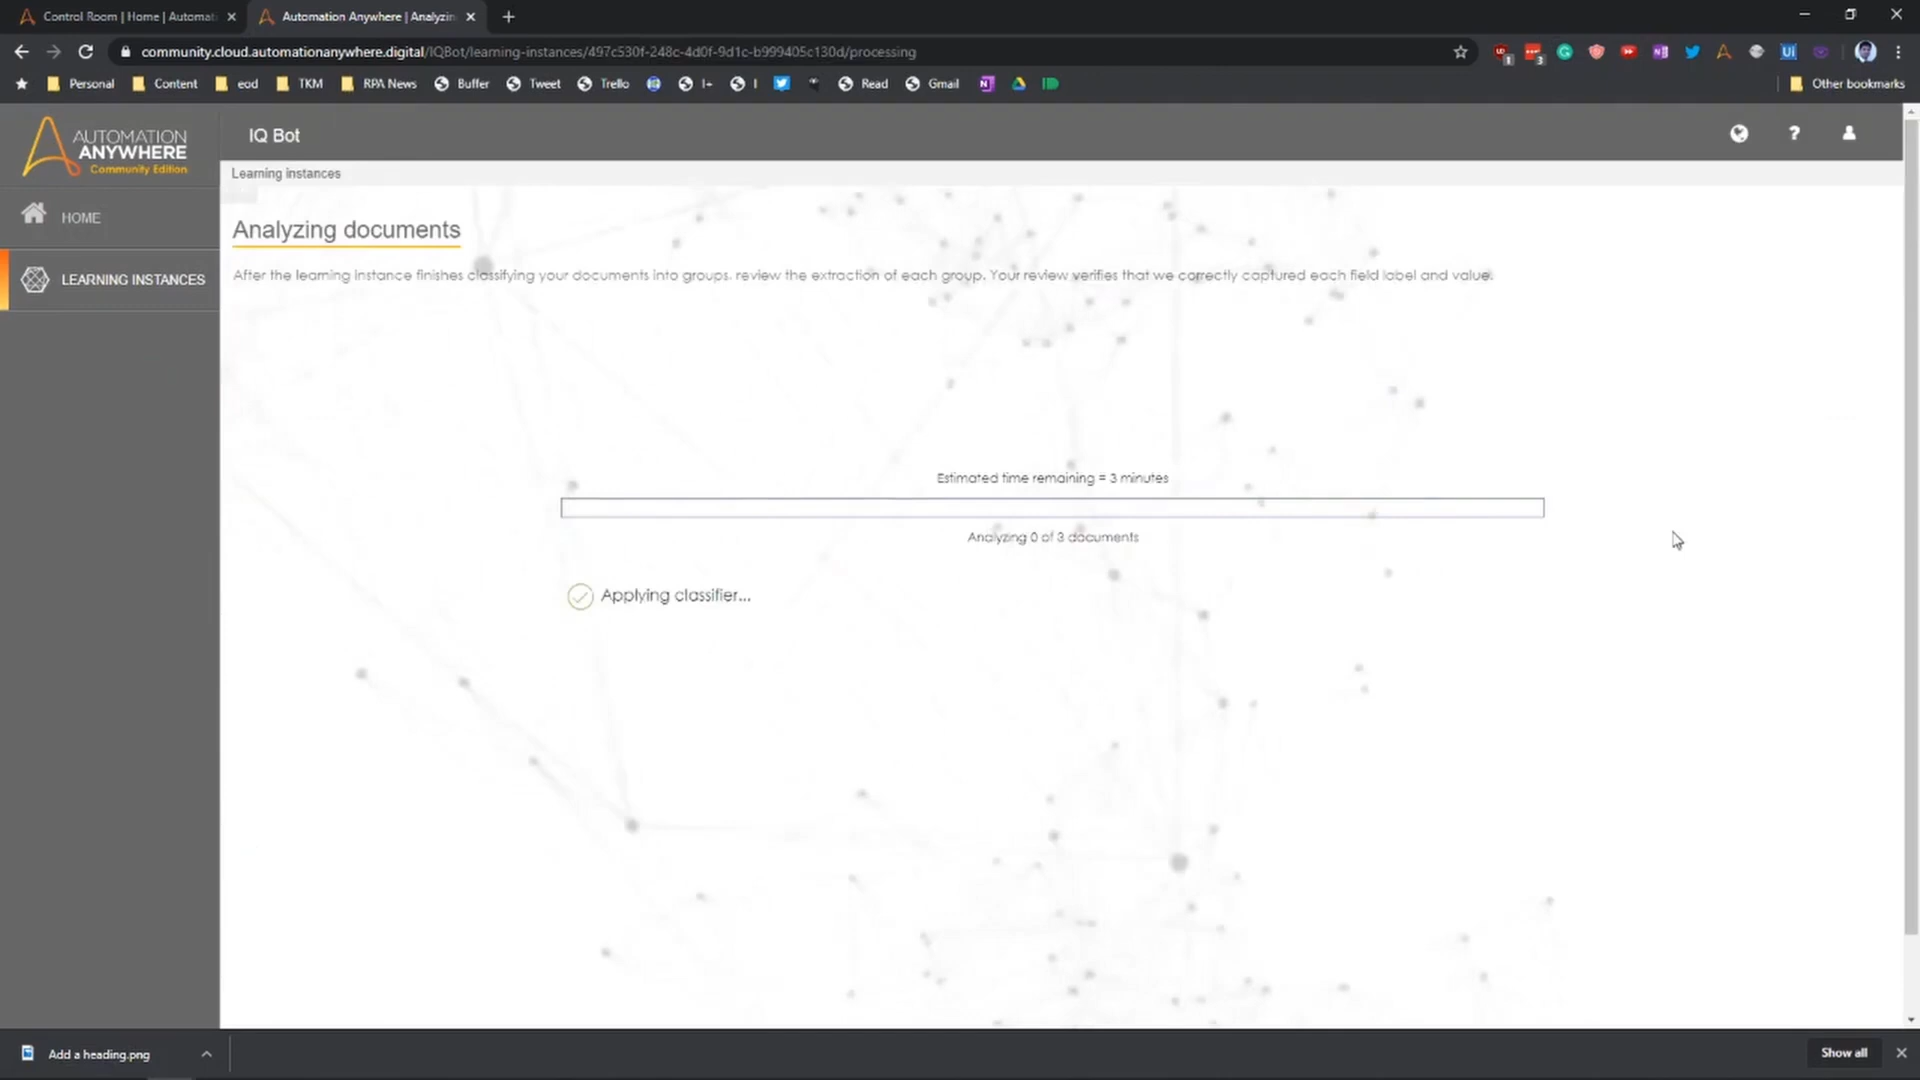 Control Room | Home | Automat
Automation Anywhere | Analyzin
community.cloud.automationanywhere.digital/IQBot/learning-instances/497c530f-248c-4d0f-9d1c-b999405c130d/processing
1
3
UI
Personal
Content
eod
TKM
RPA News
Buffer
Tweet
Trello
I+
I
Read
Gmail
Other bookmarks
AUTOMATION
ANYWHERE
Community Edition
IQ Bot
?
Learning instances
HOME
LEARNING INSTANCES
Analyzing documents
After the learning instance finishes classifying your documents into groups, review the extraction of each group. Your review verifies that we correctly captured each field label and value.
Estimated time remaining = 3 minutes
Analyzing 0 of 3 documents
Applying classifier...
Add a heading.png
Show all